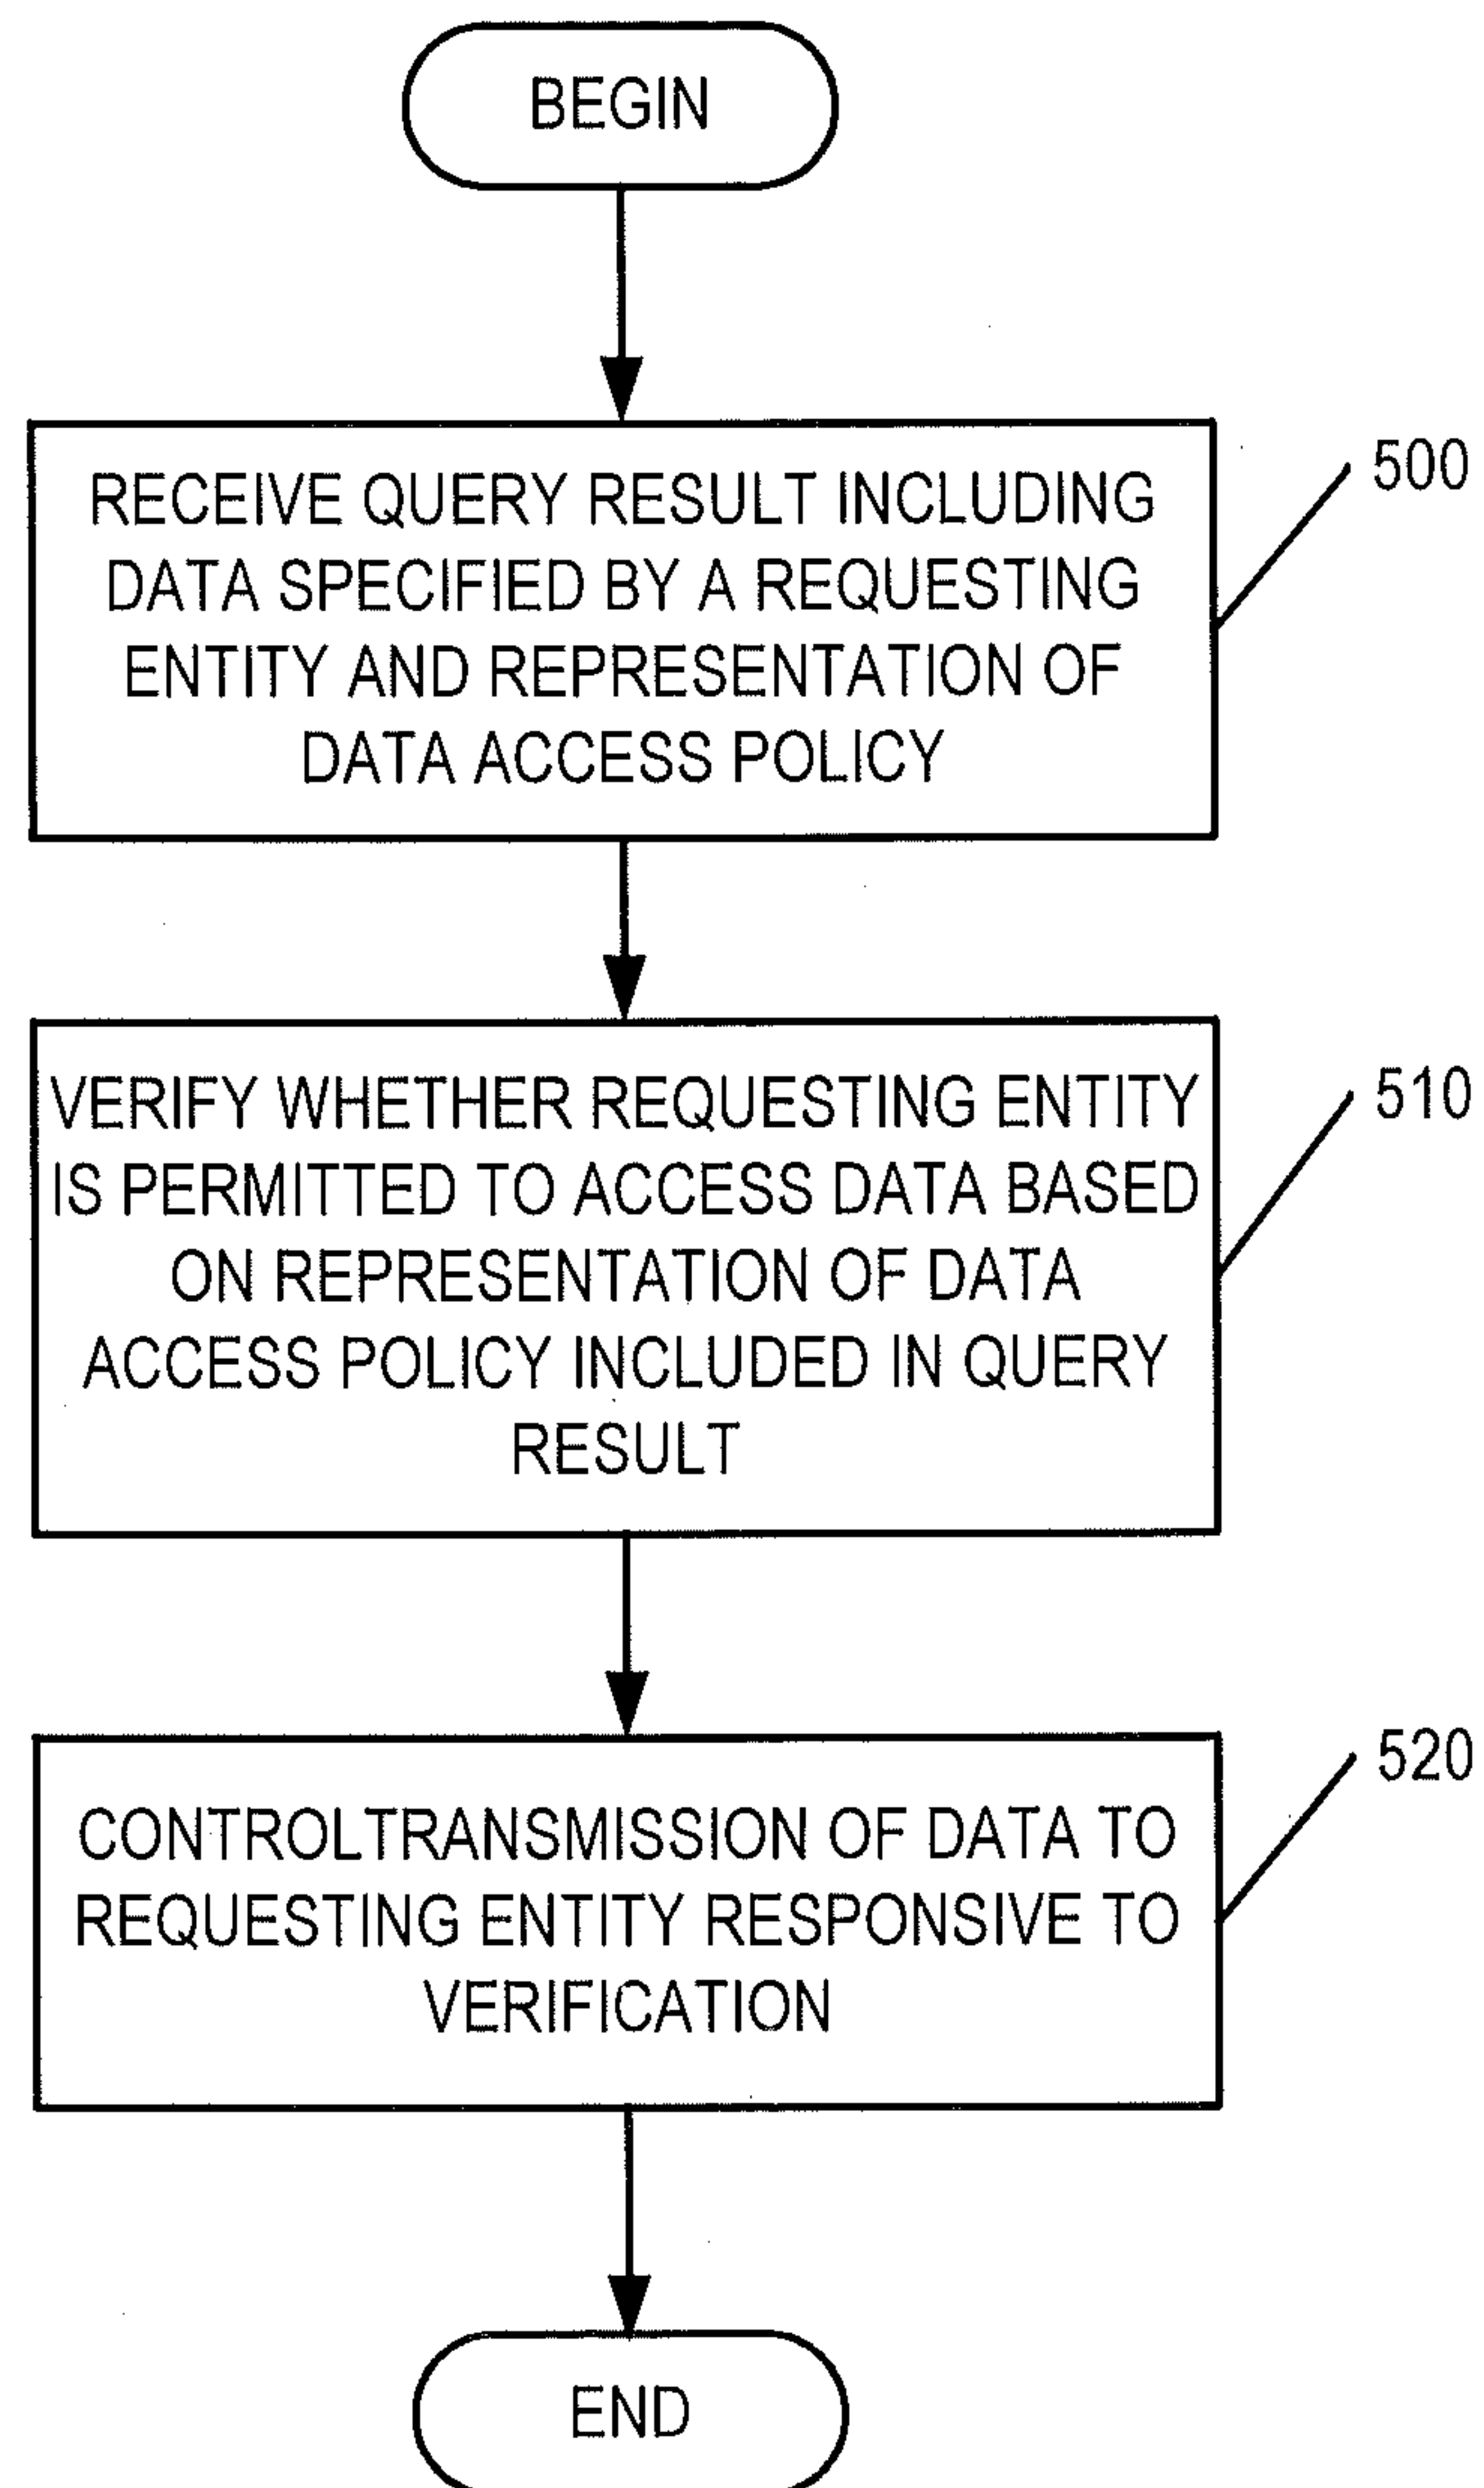 BEGIN
RECEIVE QUERY RESULT INCLUDING
DATA SPECIFIED BY A REQUESTING
ENTITY AND REPRESENTATION OF
DATA ACCESS POLICY
500
VERIFY WHETHER REQUESTING ENTITY
IS PERMITTED TO ACCESS DATA BASED
ON REPRESENTATION OF DATA
ACCESS POLICY INCLUDED IN QUERY
RESULT
510
CONTROLTRANSMISSION OF DATA TO
REQUESTING ENTITY RESPONSIVE TO
VERIFICATION
520
END